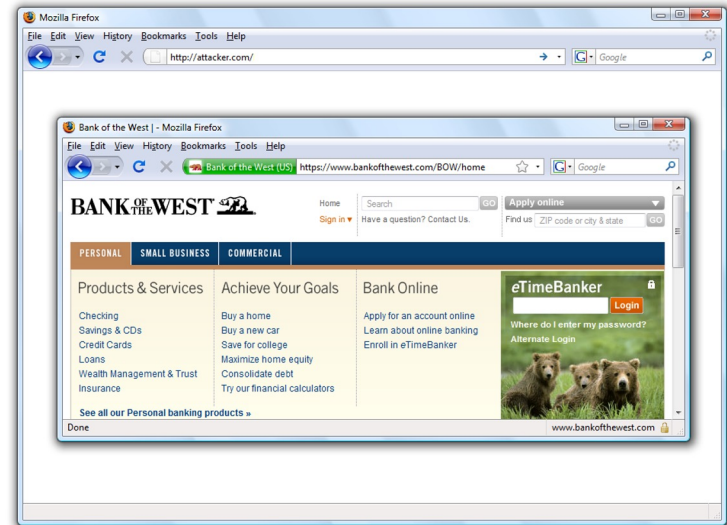 Mozilla Firefox
File Edit View History Bookmarks Tools Help
http://attacker.com/
G Google
Bank of the West | - Mozilla Firefox
File Edit View History Bookmarks Tools Help
Bank of the West (US) https://www.bankofthewest.com/BOW/home
G Google
BANK OF THE WEST
Home
Search GO
Apply online
Sign in
Have a question? Contact Us.
Find us ZIP code or city & state GO
PERSONAL SMALL BUSINESS COMMERCIAL
Products & Services
Checking
Savings & CDs
Credit Cards
Loans
Wealth Management & Trust
Insurance
See all our Personal banking products »
Achieve Your Goals
Buy a home
Buy a new car
Save for college
Maximize home equity
Consolidate debt
Try our financial calculators
Bank Online
Apply for an account online
Learn about online banking
Enroll in eTimeBanker
eTimeBanker
Login
Where do I enter my password?
Alternate Login
Done
www.bankofthewest.com